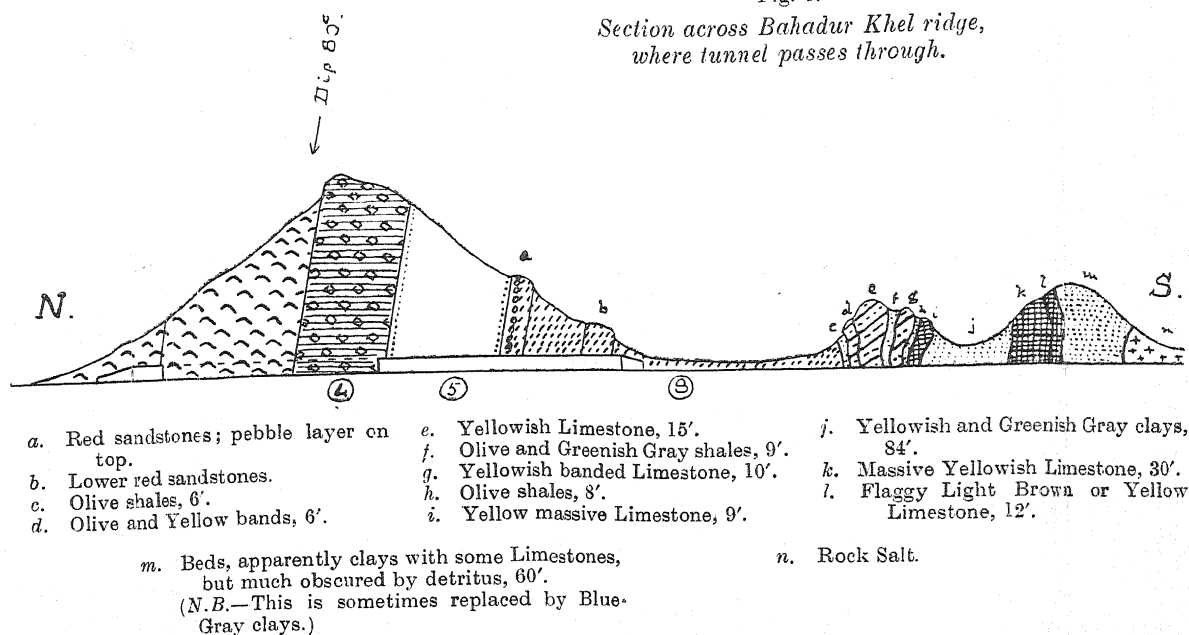 Section across Bahadur Khel ridge,
where tunnel passes through.
Dip 80°.
N.
S.
a
b
c
d
e
f
g
h
i
j
k
l
m
n
4
5
8
a. Red sandstones; pebble layer on
top.
b. Lower red sandstones.
c. Olive shales, 6′.
d. Olive and Yellow bands, 6′.
e. Yellowish Limestone, 15′.
f. Olive and Greenish Gray shales, 9′.
g. Yellowish banded Limestone, 10′.
h. Olive shales, 8′.
i. Yellow massive Limestone, 9′.
j. Yellowish and Greenish Gray clays,
84′.
k. Massive Yellowish Limestone, 30′.
l. Flaggy Light Brown or Yellow
Limestone, 12′.
m. Beds, apparently clays with some Limestones,
but much obscured by detritus, 60′.
(N.B.—This is sometimes replaced by Blue-
Gray clays.)
n. Rock Salt.